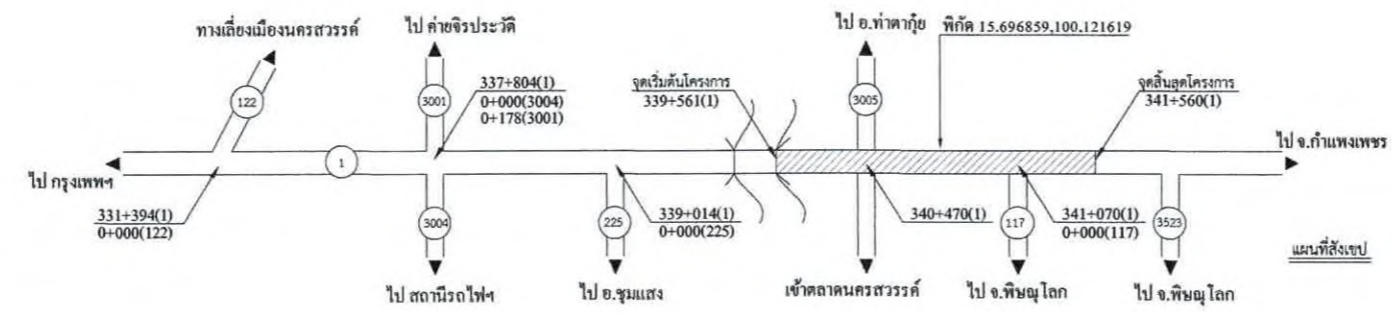 ทางเลี่ยงเมืองนครสวรรค์
ไป ค่ายจิรประวัติ
ไป อ.ท่าตากุ๋ย
พิกัด 15.696859,100.121619
122
3001
337+804(1)
0+000(3004)
0+178(3001)
จุดเริ่มต้นโครงการ
339+561(1)
3005
จุดสิ้นสุดโครงการ
341+560(1)
ไป กรุงเทพฯ
1
ไป จ.กำแพงเพชร
331+394(1)
0+000(122)
3004
225
339+014(1)
0+000(225)
340+470(1)
117
341+070(1)
0+000(117)
3523
แผนที่สังเขป
ไป สถานีรถไฟฯ
ไป อ.ชุมแสง
เข้าตลาดนครสวรรค์
ไป จ.พิษณุโลก
ไป จ.พิษณุโลก